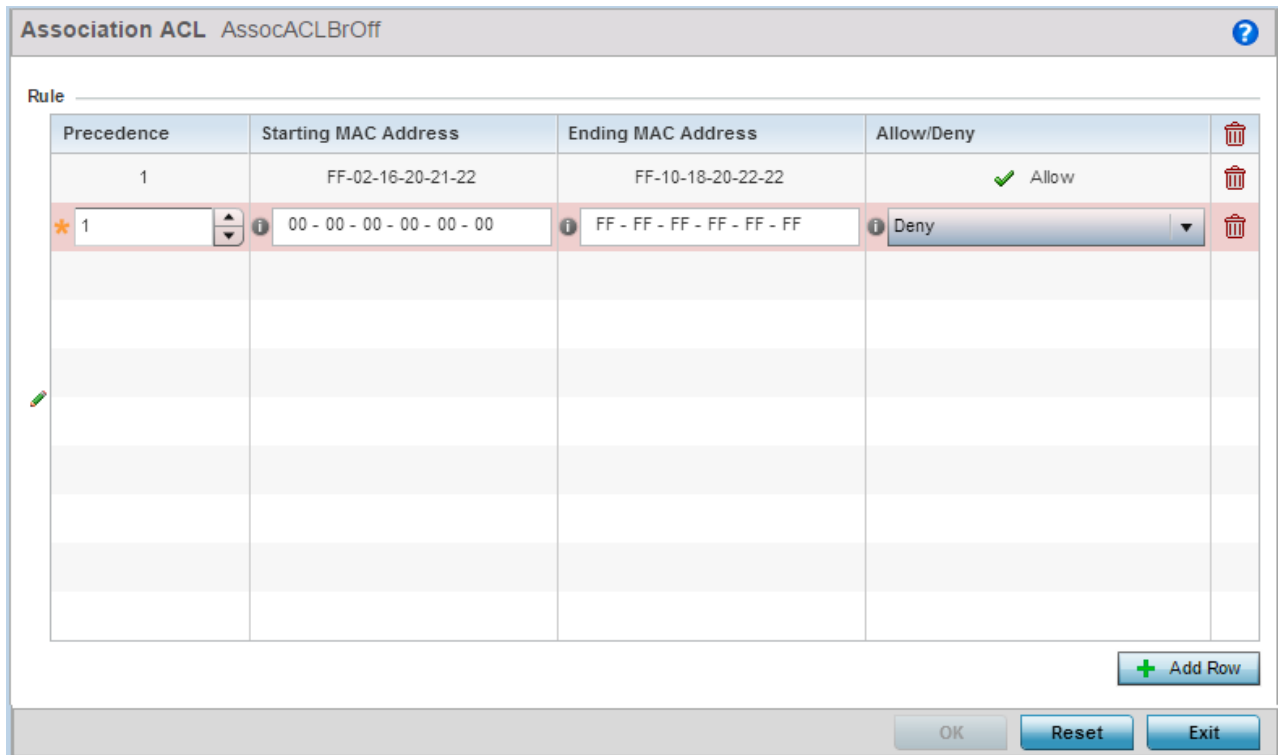 Association ACL AssocACLBrOff
Rule
Precedence Starting MAC Address Ending MAC Address Allow/Deny
1 FF-02-16-20-21-22 FF-10-18-20-22-22 Allow
1 00 - 00 - 00 - 00 - 00 - 00 FF - FF - FF - FF - FF - FF Deny
Add Row
OK Reset Exit